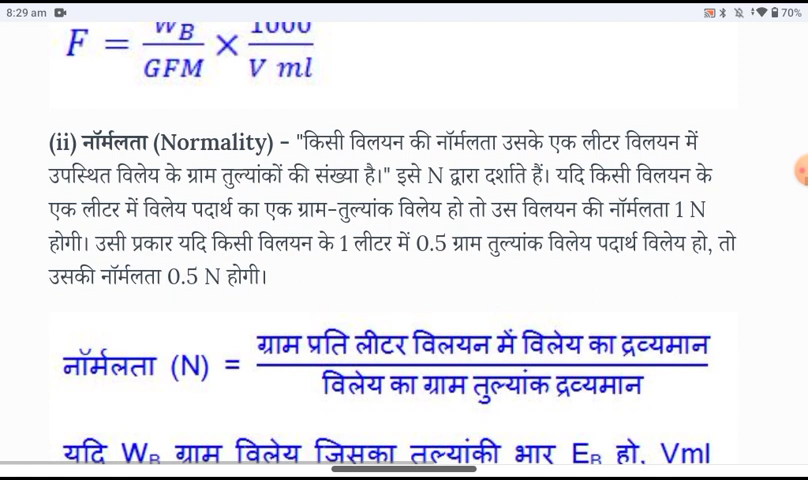 8:29 am 70%
F = W_B / GFM × 1000 / V ml
(ii) नॉर्मलता (Normality) – "किसी विलयन की नॉर्मलता उसके एक लीटर विलयन में
उपस्थित विलेय के ग्राम तुल्यांकों की संख्या है।" इसे N द्वारा दर्शाते हैं। यदि किसी विलयन के
एक लीटर में विलेय पदार्थ का एक ग्राम-तुल्यांक विलेय हो तो उस विलयन की नॉर्मलता 1 N
होगी। उसी प्रकार यदि किसी विलयन के 1 लीटर में 0.5 ग्राम तुल्यांक विलेय पदार्थ विलेय हो, तो
उसकी नॉर्मलता 0.5 N होगी।
नॉर्मलता (N) = ग्राम प्रति लीटर विलयन में विलेय का द्रव्यमान
विलेय का ग्राम तुल्यांक द्रव्यमान
यदि W_B ग्राम विलेय जिसका तुल्यांकी भार E_B हो, Vml